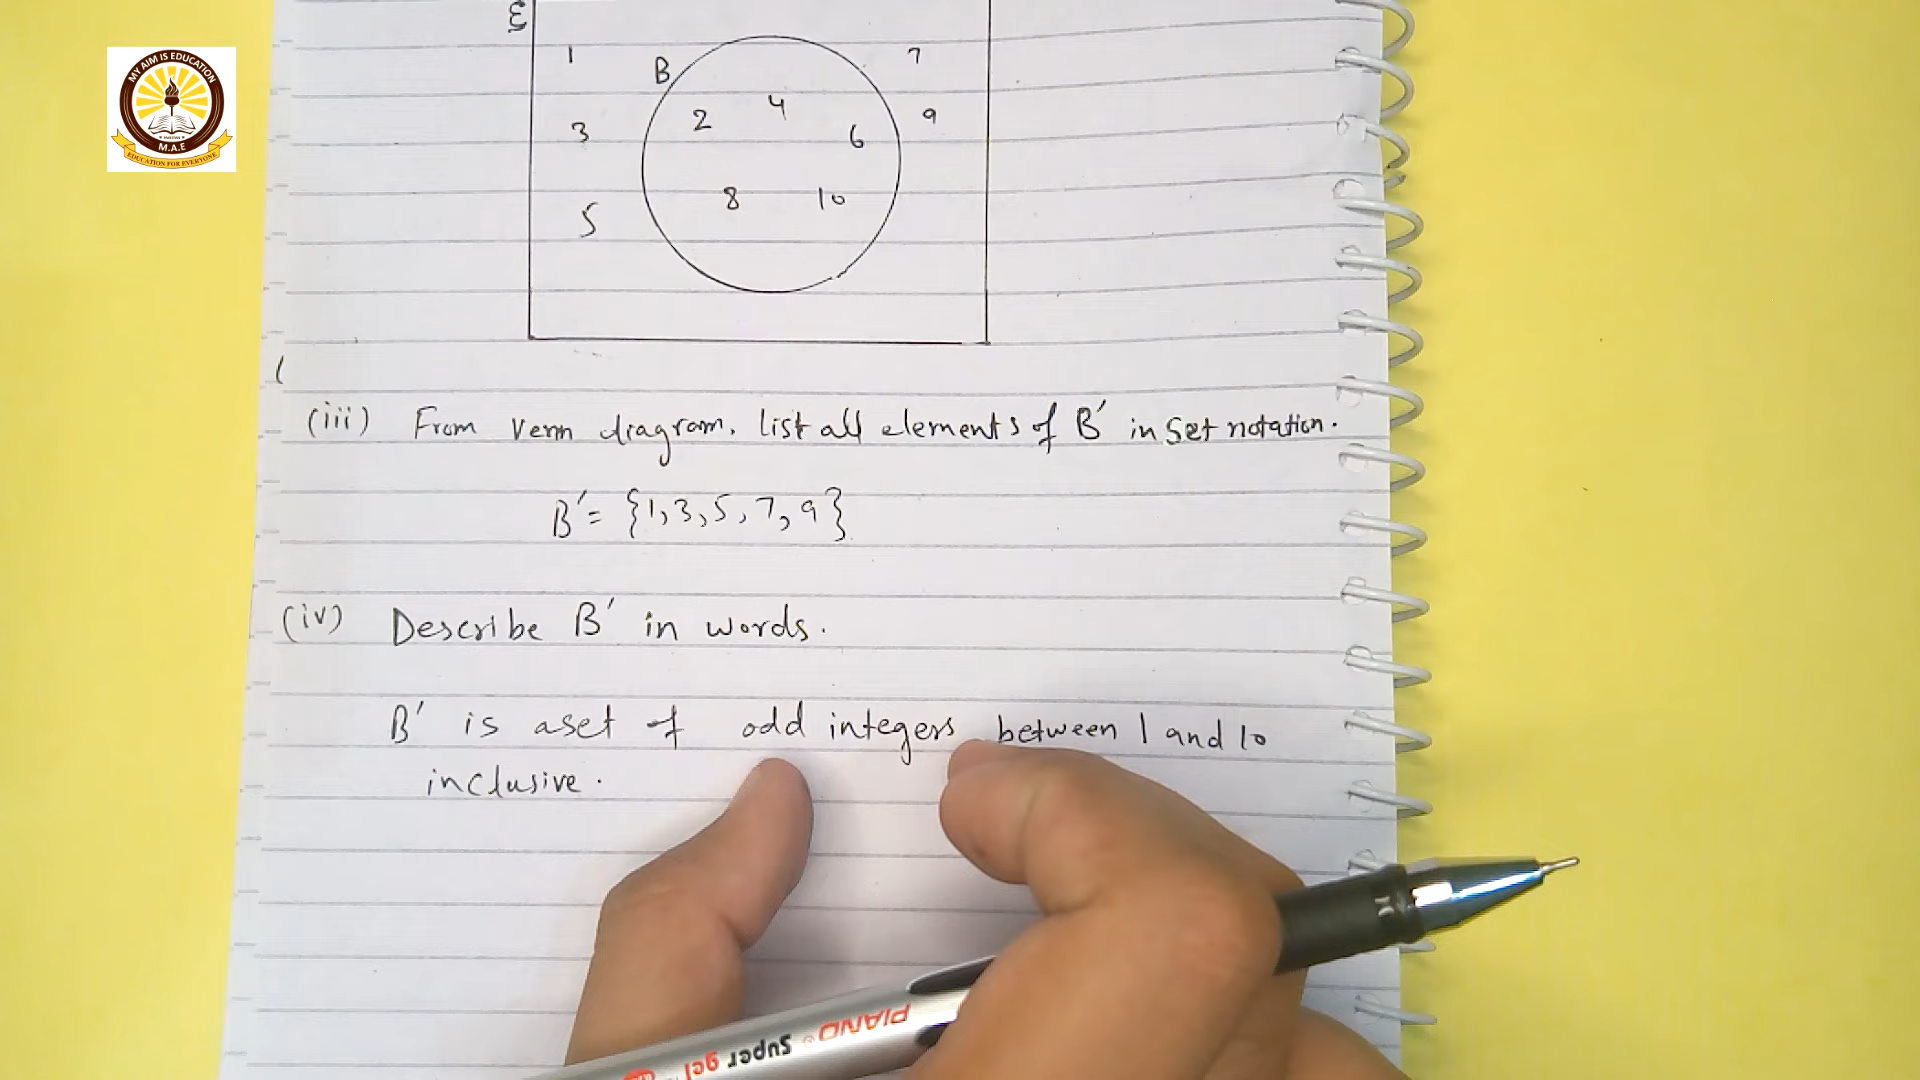 ξ
1
7
B
4
2
9
3
6
8
10
5
MY AIM IS EDUCATION
M.A.E
EDUCATION FOR EVERYONE
(
(iii) From Venn diagram, list all elements of B′ in set notation.
B′ = {1, 3, 5, 7, 9}
(iv) Describe B′ in words.
B′ is a set of odd integers between 1 and 10
inclusive.
PIANO Super gel